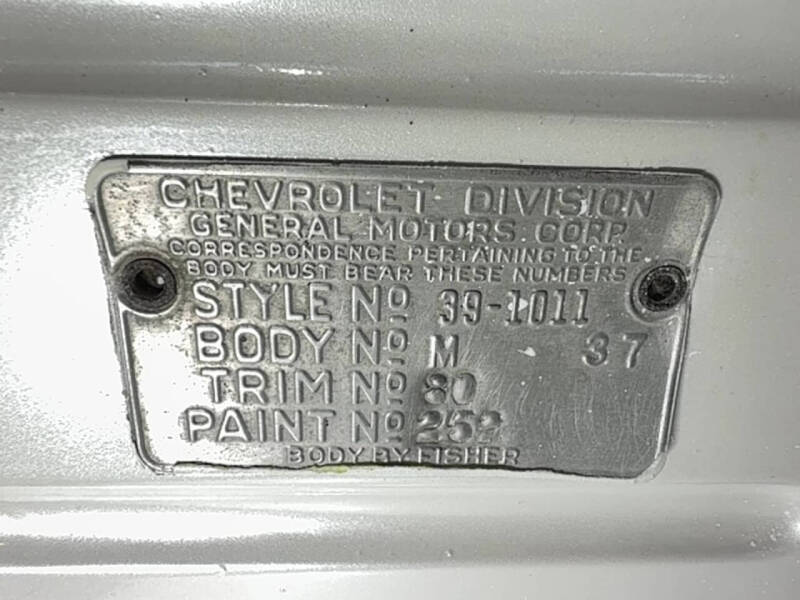 CHEVROLET DIVISION
GENERAL MOTORS CORP.
CORRESPONDENCE PERTAINING TO THE
BODY MUST BEAR THESE NUMBERS
STYLE No 39-1011
BODY No M 37
TRIM No 80
PAINT No 252
BODY BY FISHER